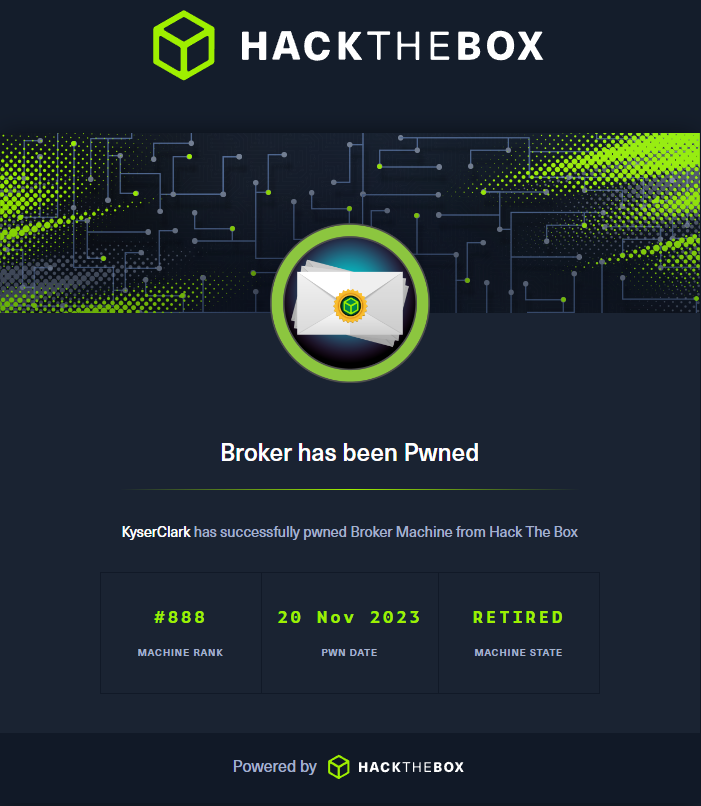 HACKTHEBOX
Broker has been Pwned
KyserClark has successfully pwned Broker Machine from Hack The Box
#888 20 Nov 2023 RETIRED
MACHINE RANK PWN DATE MACHINE STATE
Powered by HACKTHEBOX